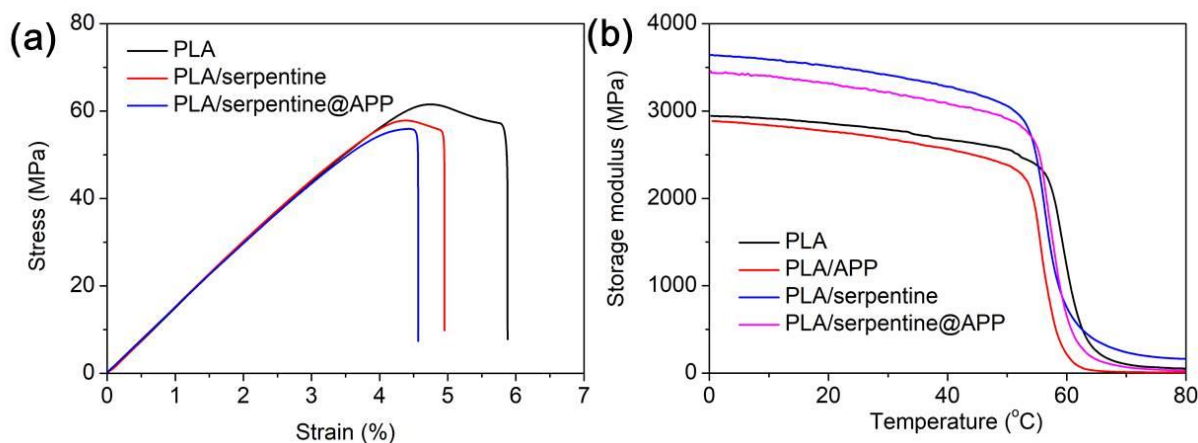 (a)
80
60
40
20
0
Stress (MPa)
PLA
PLA/serpentine
PLA/serpentine@APP
0 1 2 3 4 5 6 7
Strain (%)
(b)
4000
3000
2000
1000
0
Storage modulus (MPa)
PLA
PLA/APP
PLA/serpentine
PLA/serpentine@APP
0 20 40 60 80
Temperature (°C)